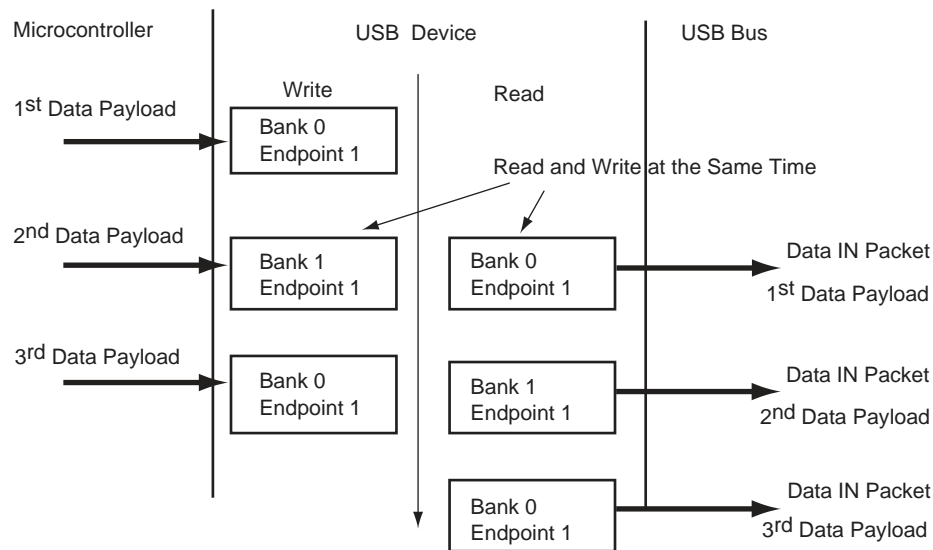 Microcontroller
USB Device
USB Bus
Write
Read
1st Data Payload
Bank 0
Endpoint 1
Read and Write at the Same Time
2nd Data Payload
Bank 1
Endpoint 1
Bank 0
Endpoint 1
Data IN Packet
1st Data Payload
3rd Data Payload
Bank 0
Endpoint 1
Bank 1
Endpoint 1
Data IN Packet
2nd Data Payload
Bank 0
Endpoint 1
Data IN Packet
3rd Data Payload